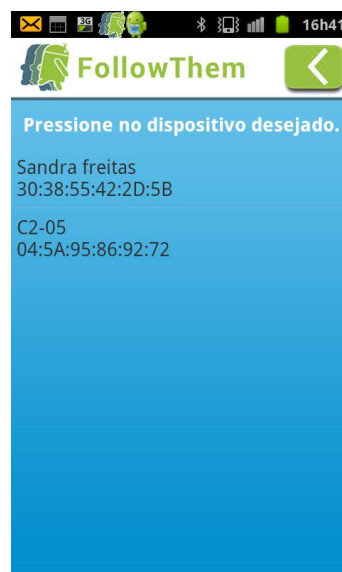 3G
16h41
FollowThem
Pressione no dispositivo desejado.
Sandra freitas
30:38:55:42:2D:5B
C2-05
04:5A:95:86:92:72